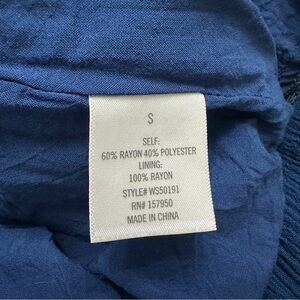 S
SELF:
60% RAYON 40% POLYESTER
LINING:
100% RAYON
STYLE# WS50191
RN# 157950
MADE IN CHINA